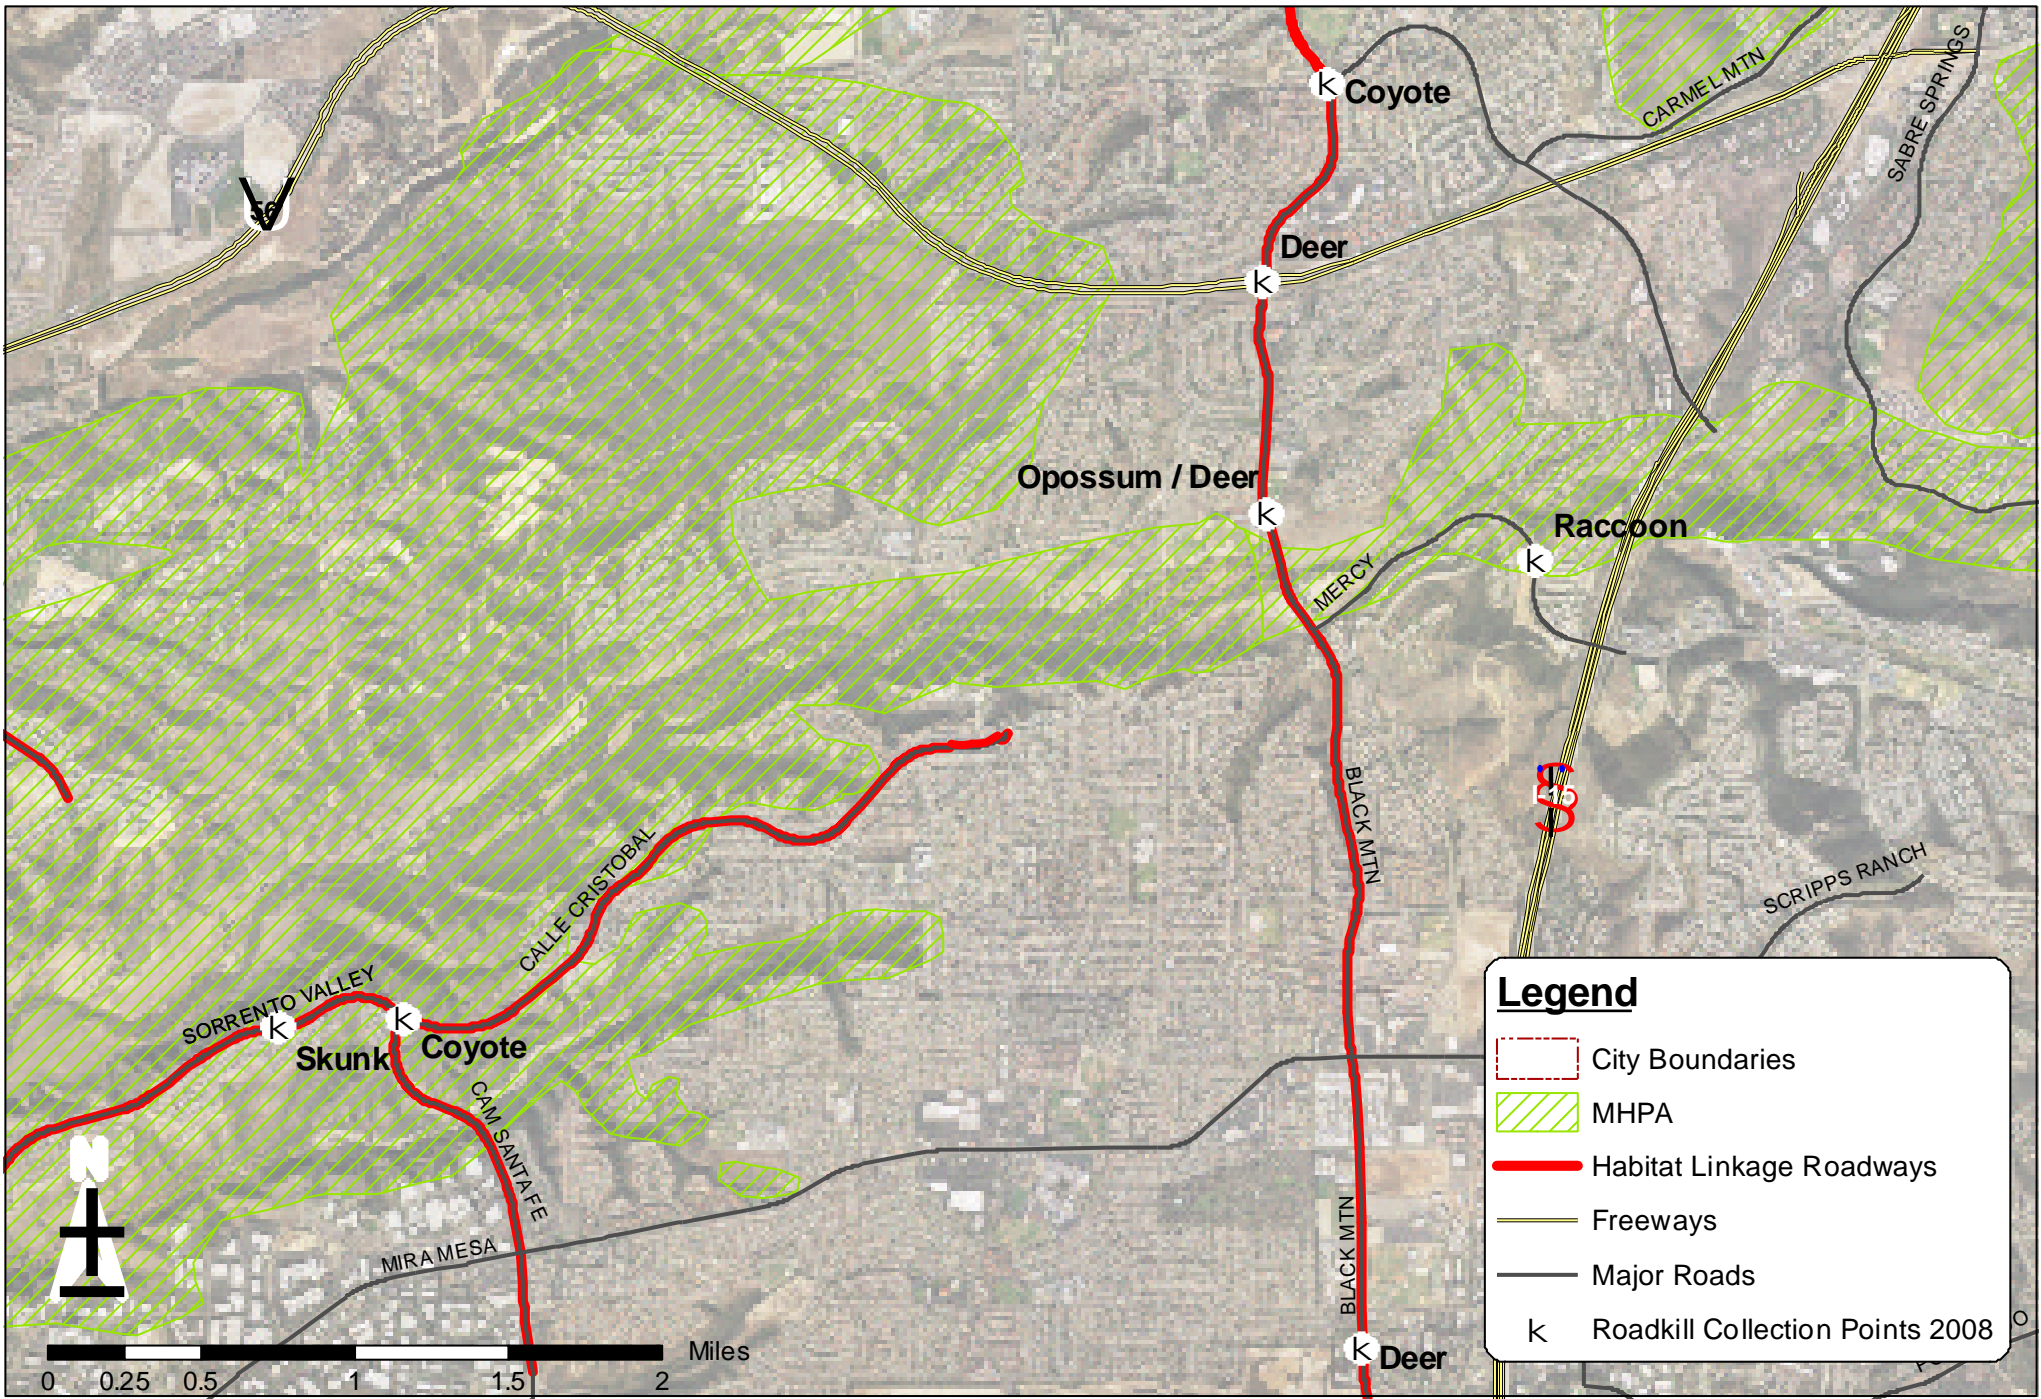 k
Coyote
CARMEL MTN
SABRE SPRINGS
56
Deer
k
Opossum / Deer
k
Raccoon
k
MERCY
BLACK MTN
15
SCRIPPS RANCH
CALLE CRISTOBAL
SORRENTO VALLEY
k
k
Skunk
Coyote
CAM SANTA FE
MIRA MESA
BLACK MTN
k
Deer
N
Miles
0 0.25 0.5 1 1.5 2
Legend
City Boundaries
MHPA
Habitat Linkage Roadways
Freeways
Major Roads
k Roadkill Collection Points 2008